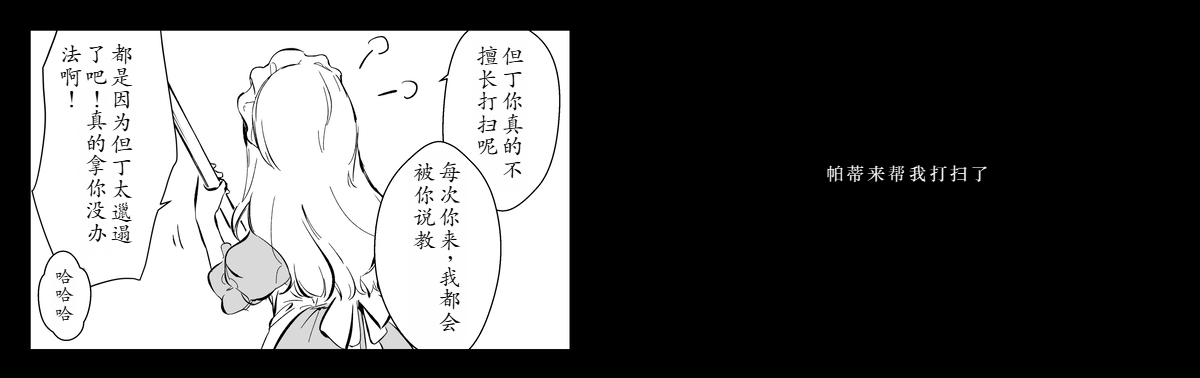 但丁你真的不
擅长打扫呢
每次你来，我都会
被你说教
都是因为但丁太邋遢
了吧！真的拿你没办
法啊！
哈哈哈
帕蒂来帮我打扫了